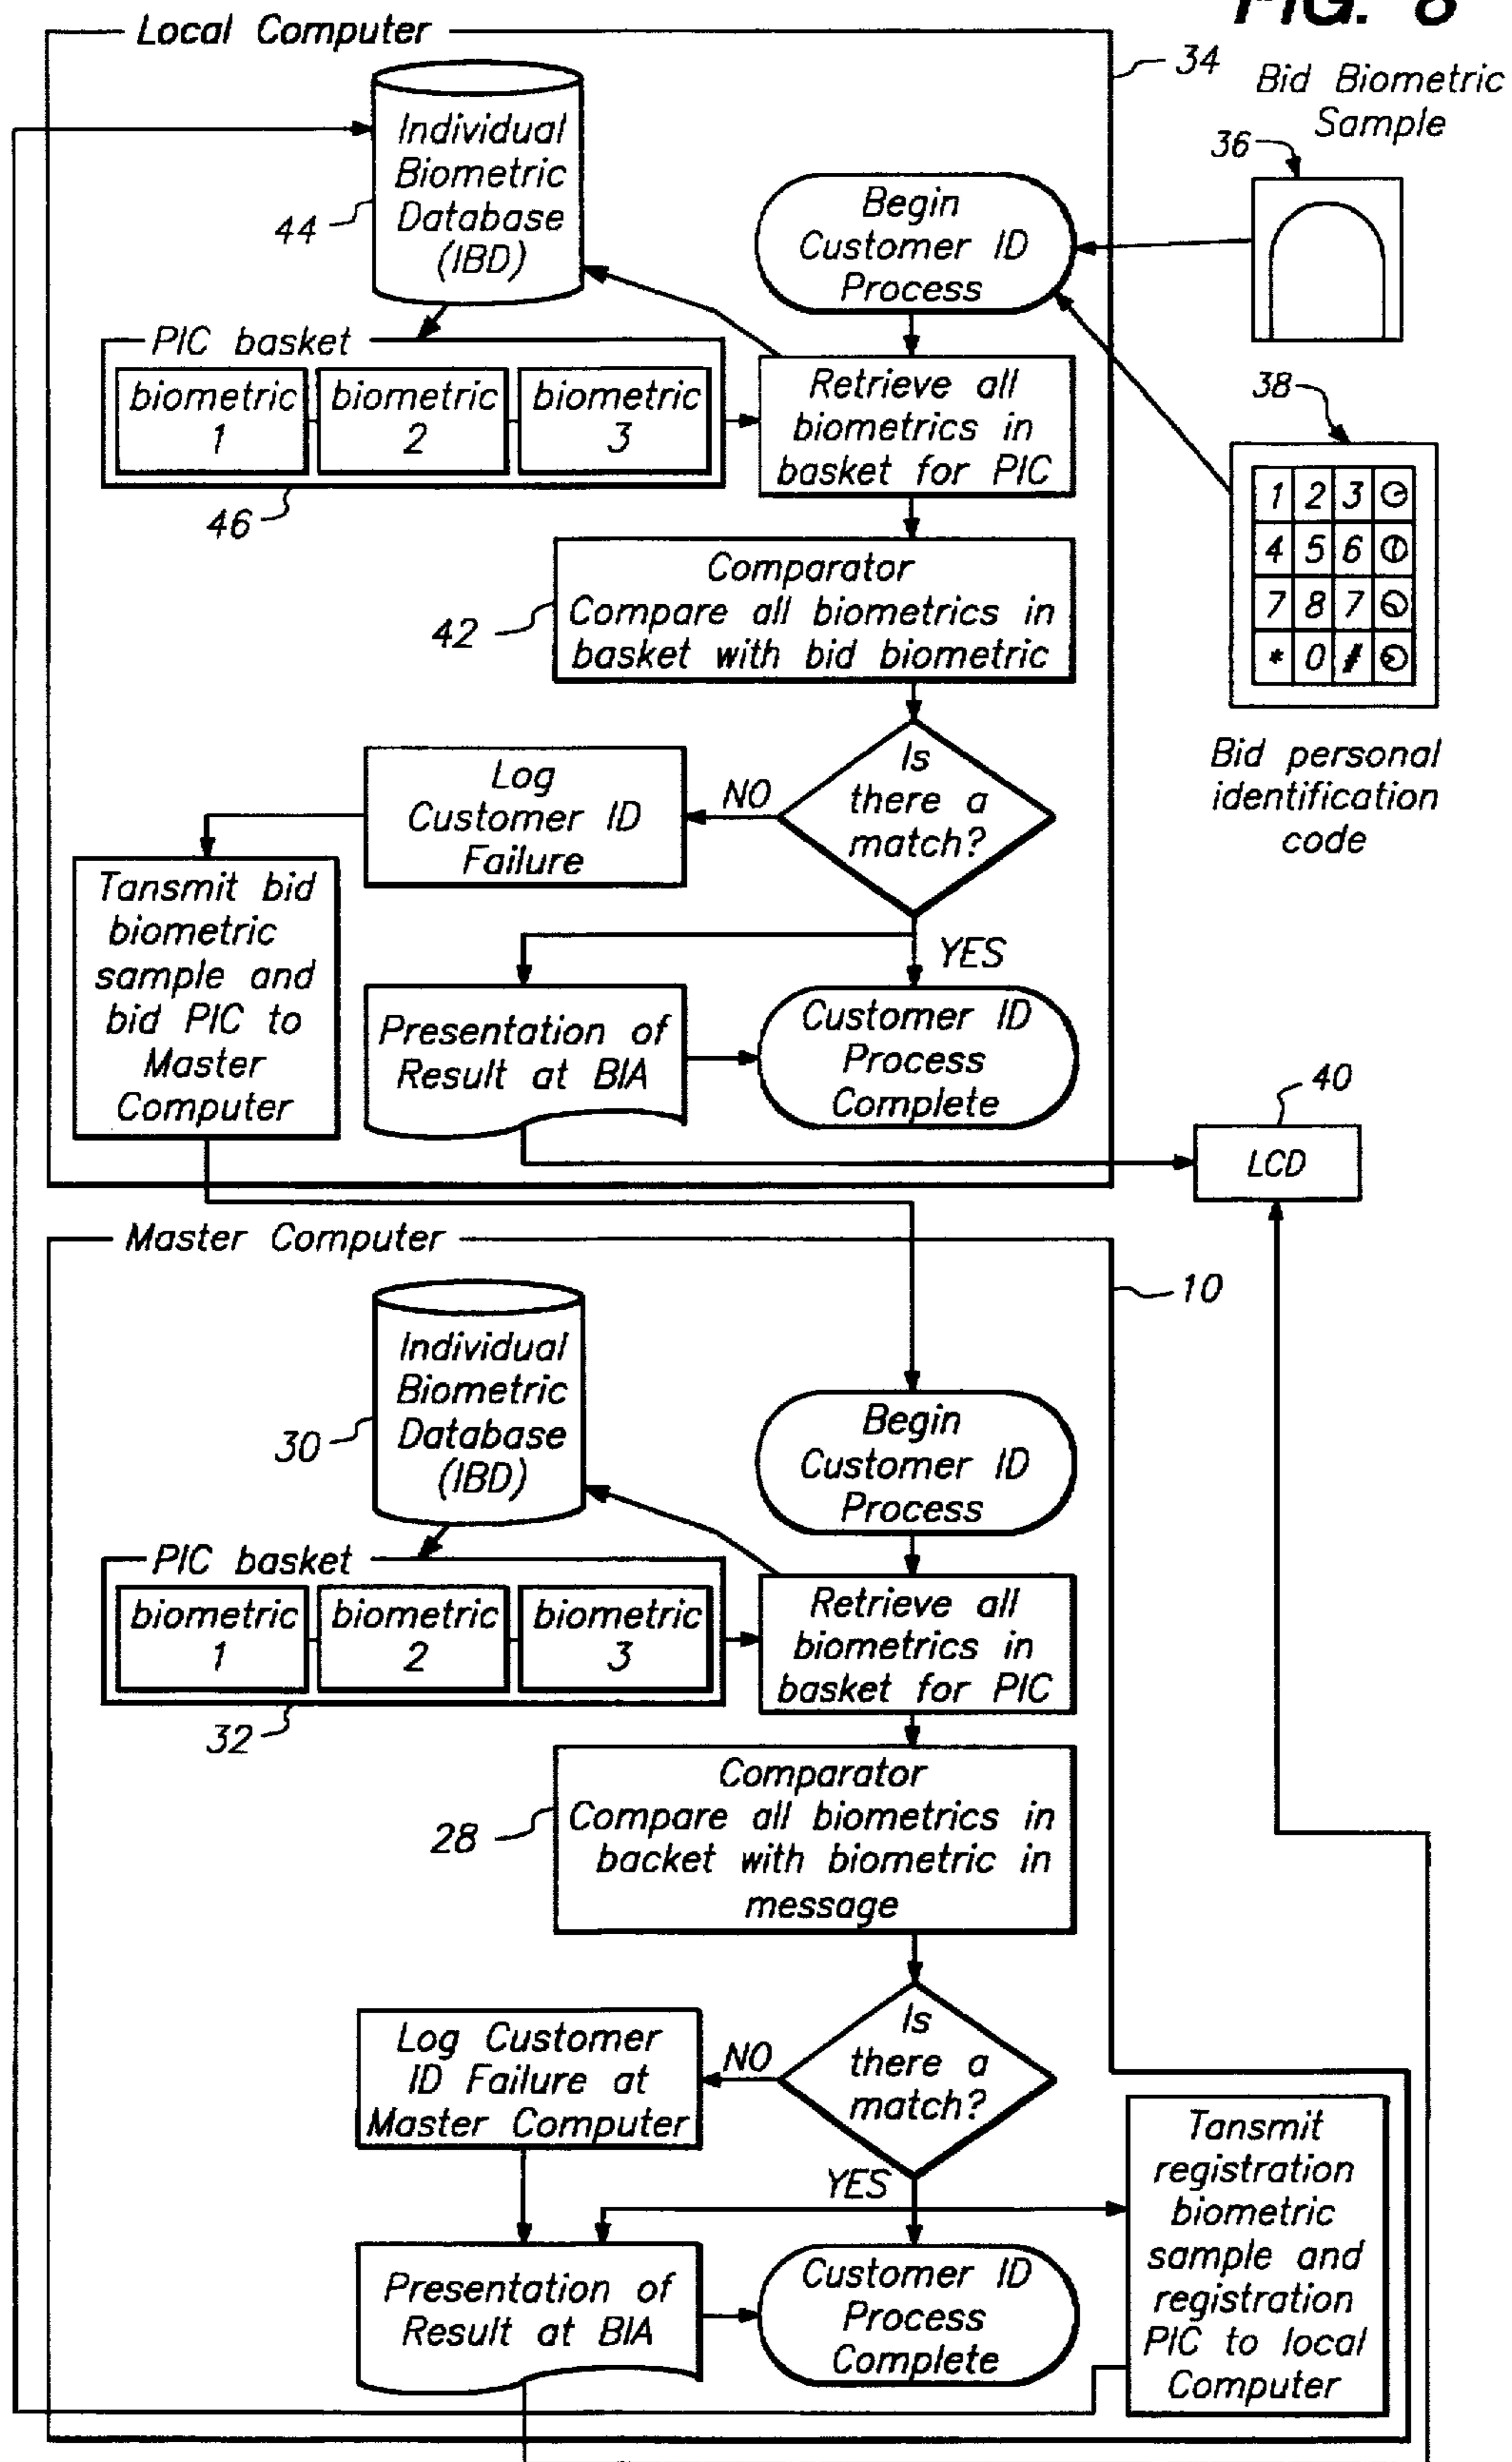 FIG. 8
Local Computer
34
Bid Biometric
Sample
36
Individual
Biometric
Database
(IBD)
44
Begin
Customer ID
Process
PIC basket
biometric
1
biometric
2
biometric
3
46
Retrieve all
biometrics in
basket for PIC
38
1 2 3
4 5 6
7 8 7
* 0 #
Bid personal
identification
code
Comparator
Compare all biometrics in
basket with bid biometric
42
Is
there a
match?
NO
Log
Customer ID
Failure
Tansmit bid
biometric
sample and
bid PIC to
Master
Computer
YES
Presentation of
Result at BIA
Customer ID
Process
Complete
40
LCD
Master Computer
10
Individual
Biometric
Database
(IBD)
30
Begin
Customer ID
Process
PIC basket
biometric
1
biometric
2
biometric
3
32
Retrieve all
biometrics in
basket for PIC
Comparator
Compare all biometrics in
backet with biometric in
message
28
Is
there a
match?
NO
Log Customer
ID Failure at
Master Computer
YES
Tansmit
registration
biometric
sample and
registration
PIC to local
Computer
Presentation of
Result at BIA
Customer ID
Process
Complete